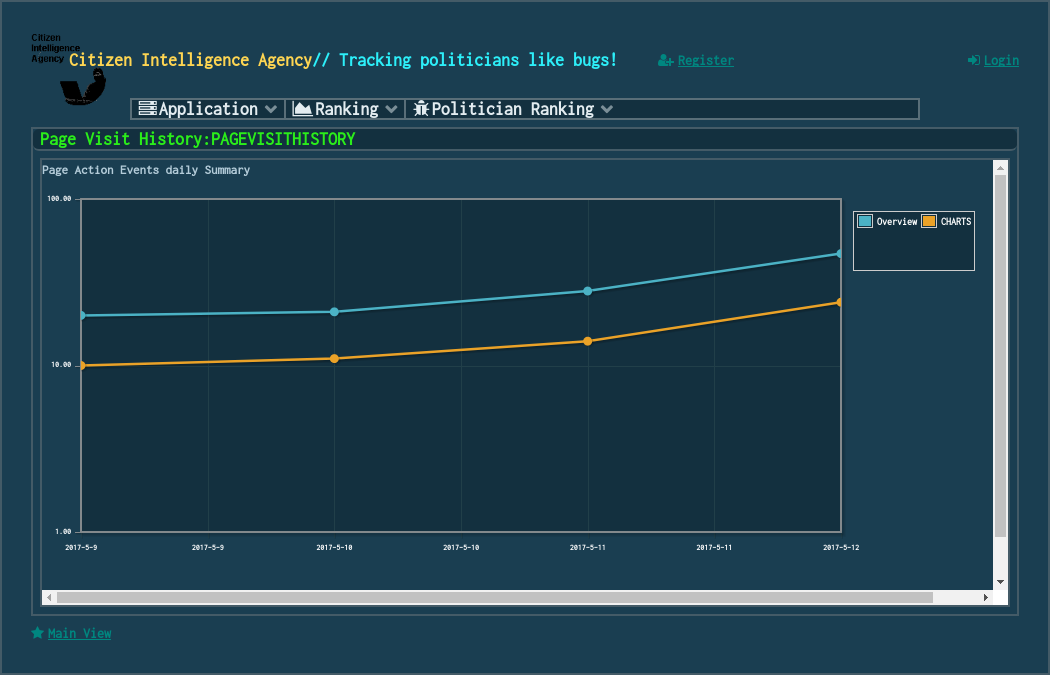 Citizen
Intelligence
Agency
Citizen Intelligence Agency// Tracking politicians like bugs!
Register
Login
Application
Ranking
Politician Ranking
Page Visit History:PAGEVISITHISTORY
Page Action Events daily Summary
100.00
10.00
1.00
2017-5-9 2017-5-9 2017-5-10 2017-5-10 2017-5-11 2017-5-11 2017-5-12
Overview CHARTS
Main View